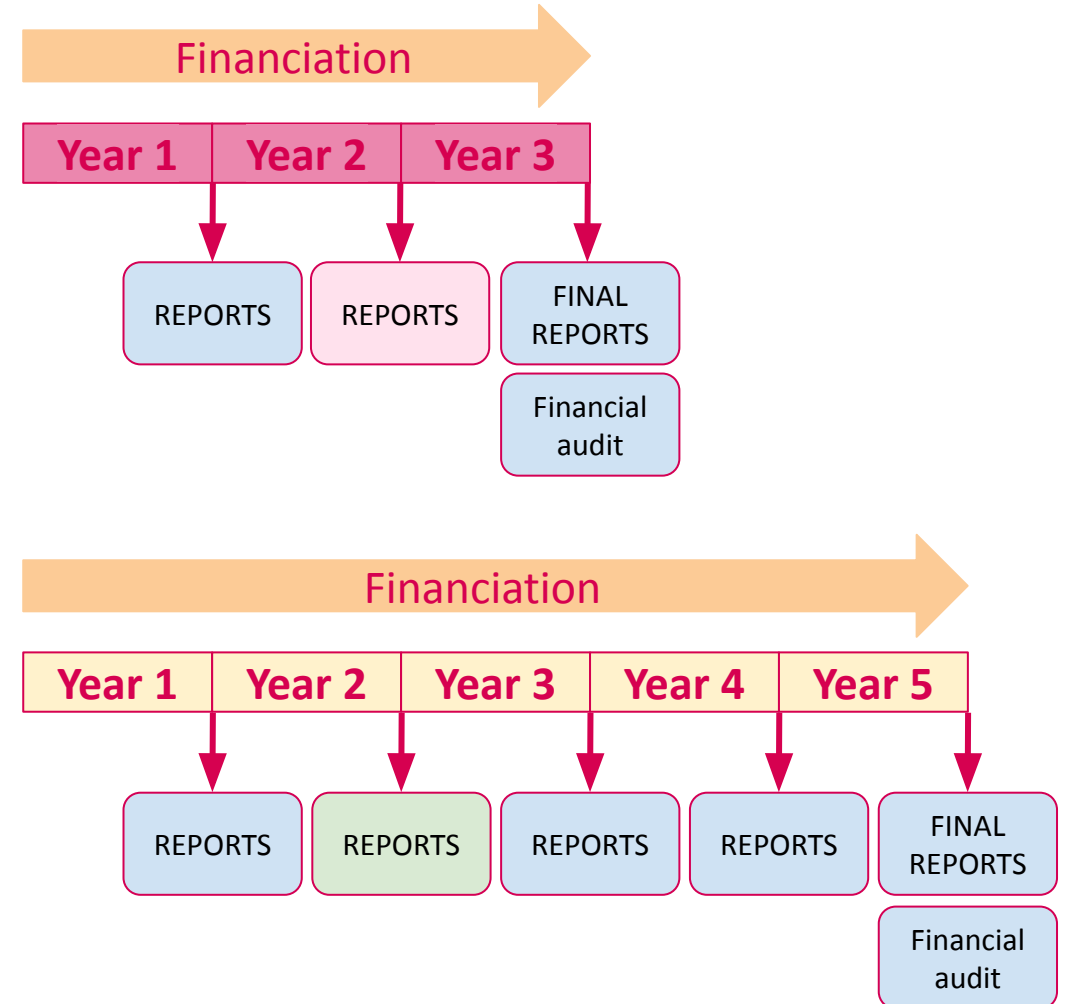 Financiation
Year 1 Year 2 Year 3
REPORTS REPORTS FINAL
REPORTS
Financial
audit
Financiation
Year 1 Year 2 Year 3 Year 4 Year 5
REPORTS REPORTS REPORTS REPORTS FINAL
REPORTS
Financial
audit